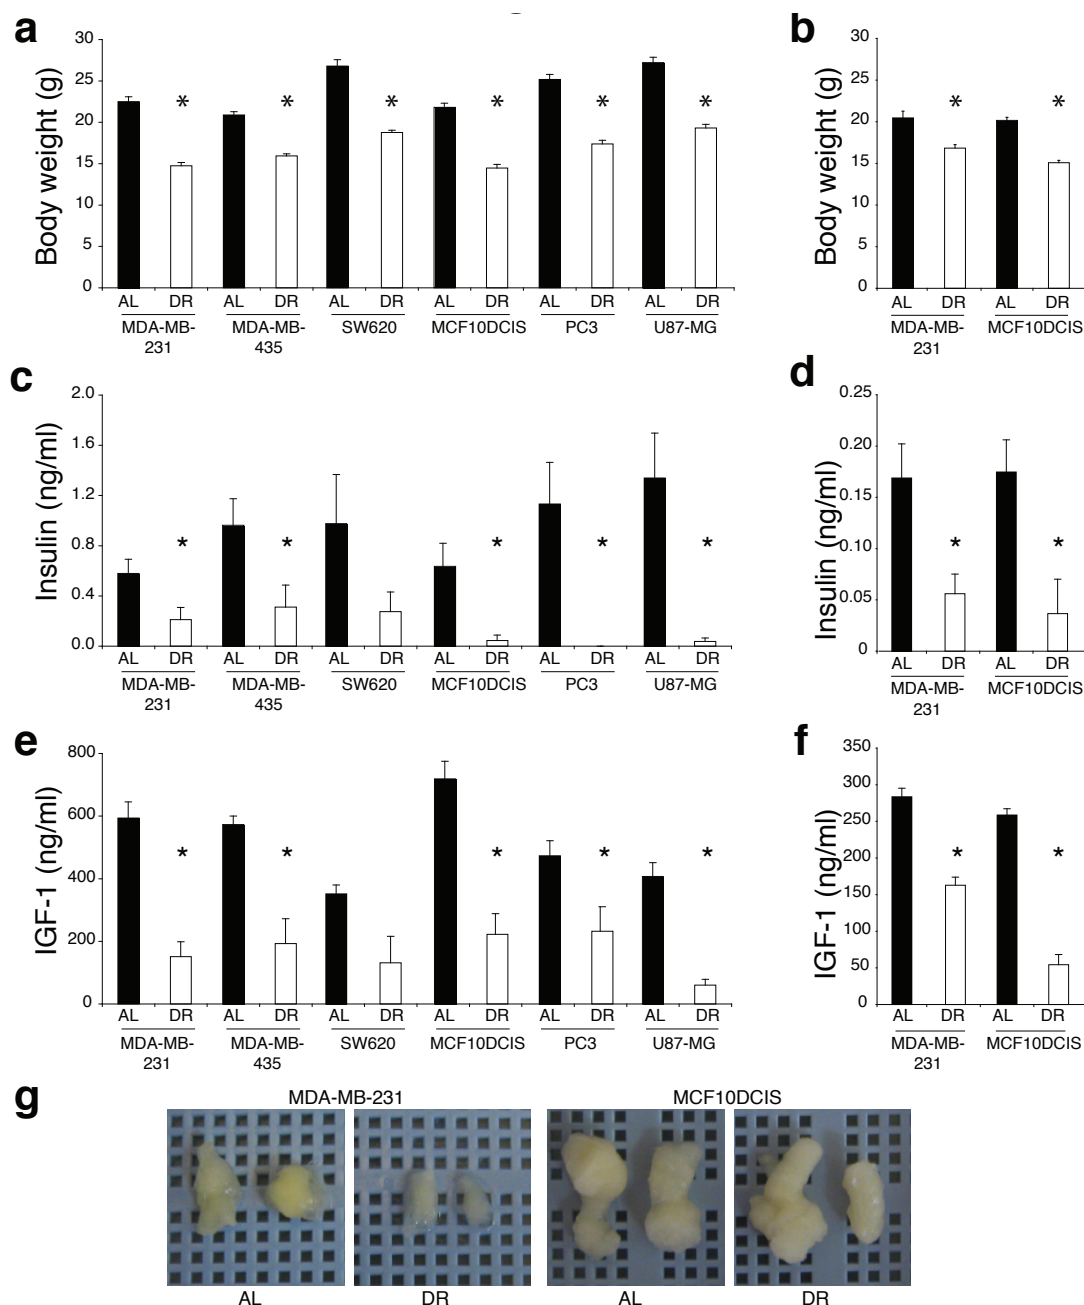 a
Body weight (g)
30
25
20
15
10
5
0
* * * * * *
AL DR AL DR AL DR AL DR AL DR AL DR
MDA-MB-231 MDA-MB-435 SW620 MCF10DCIS PC3 U87-MG
b
Body weight (g)
30
25
20
15
10
5
0
* *
AL DR AL DR
MDA-MB-231 MCF10DCIS
c
Insulin (ng/ml)
2.0
1.6
1.2
0.8
0.4
0.0
* * * * *
AL DR AL DR AL DR AL DR AL DR AL DR
MDA-MB-231 MDA-MB-435 SW620 MCF10DCIS PC3 U87-MG
d
Insulin (ng/ml)
0.25
0.20
0.15
0.10
0.05
0
* *
AL DR AL DR
MDA-MB-231 MCF10DCIS
e
IGF-1 (ng/ml)
800
600
400
200
0
* * * * *
AL DR AL DR AL DR AL DR AL DR AL DR
MDA-MB-231 MDA-MB-435 SW620 MCF10DCIS PC3 U87-MG
f
IGF-1 (ng/ml)
350
300
250
200
150
100
50
0
* *
AL DR AL DR
MDA-MB-231 MCF10DCIS
g
MDA-MB-231 MCF10DCIS
AL DR AL DR